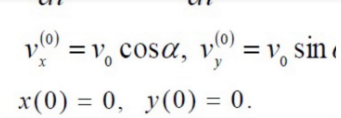 v_x^{(0)} = v_0 cosα, v_y^{(0)} = v_0 sin
x(0) = 0, y(0) = 0.